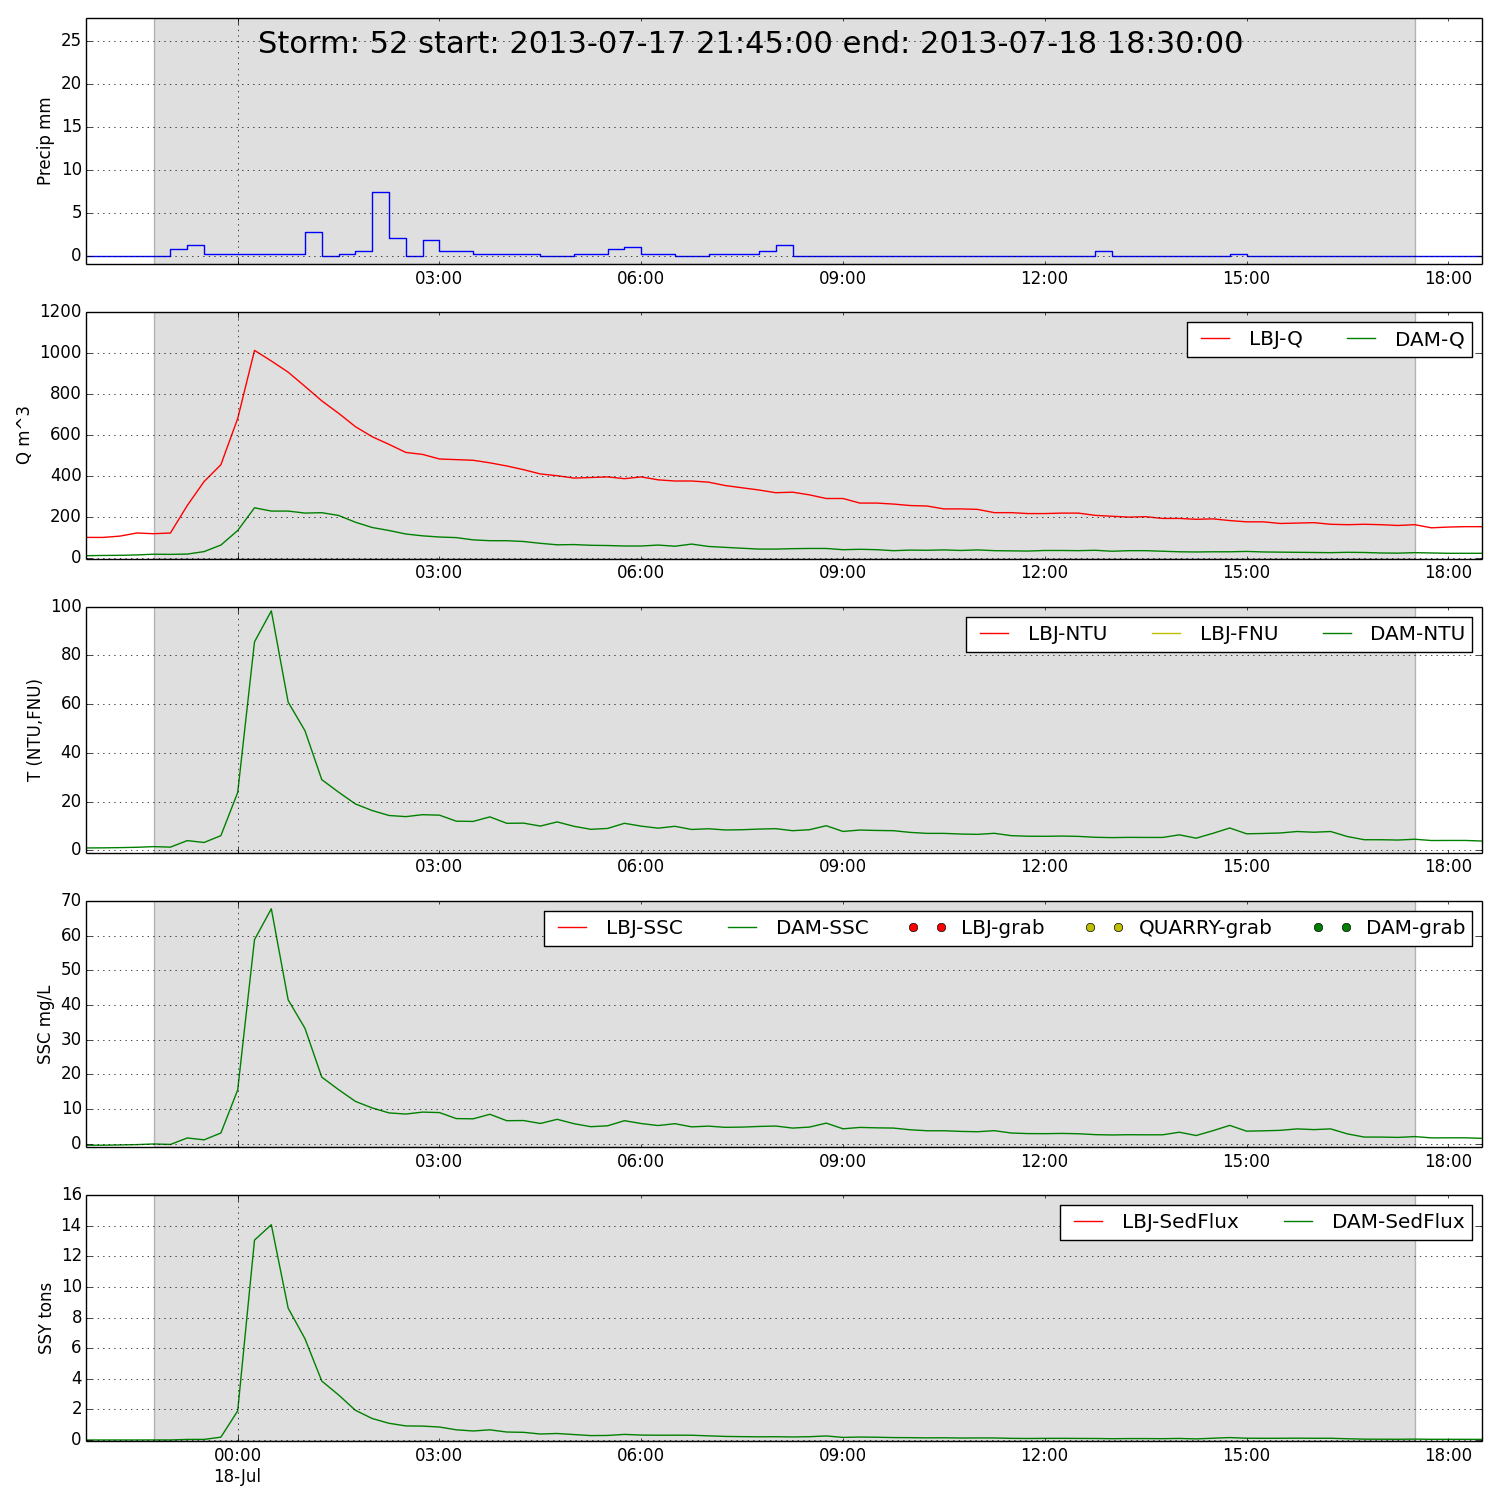 Storm: 52 start: 2013-07-17 21:45:00 end: 2013-07-18 18:30:00
Precip mm
25
20
15
10
5
0
03:00 06:00 09:00 12:00 15:00 18:00
Q m^3
1200
1000
800
600
400
200
0
LBJ-Q DAM-Q
03:00 06:00 09:00 12:00 15:00 18:00
T (NTU,FNU)
100
80
60
40
20
0
LBJ-NTU LBJ-FNU DAM-NTU
03:00 06:00 09:00 12:00 15:00 18:00
SSC mg/L
70
60
50
40
30
20
10
0
LBJ-SSC DAM-SSC LBJ-grab QUARRY-grab DAM-grab
03:00 06:00 09:00 12:00 15:00 18:00
SSY tons
16
14
12
10
8
6
4
2
0
LBJ-SedFlux DAM-SedFlux
00:00 03:00 06:00 09:00 12:00 15:00 18:00
18-Jul